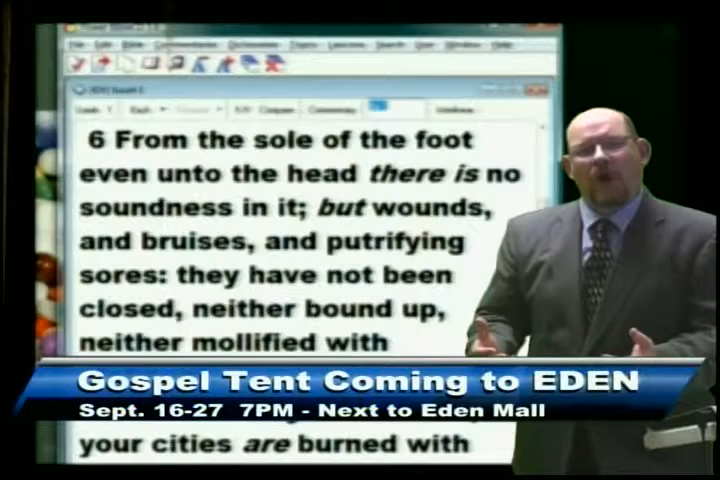 6 From the sole of the foot
even unto the head there is no
soundness in it; but wounds,
and bruises, and putrifying
sores: they have not been
closed, neither bound up,
neither mollified with
Gospel Tent Coming to EDEN
Sept. 16-27 7PM - Next to Eden Mall
your cities are burned with